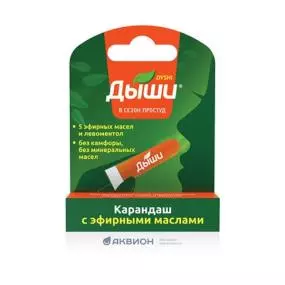 DYSHI
Дыши®
В СЕЗОН ПРОСТУД
• 5 эфирных масел
и левоментол
• без камфоры,
без минеральных
масел
Дыши
Карандаш
с эфирными маслами
АКВИОН